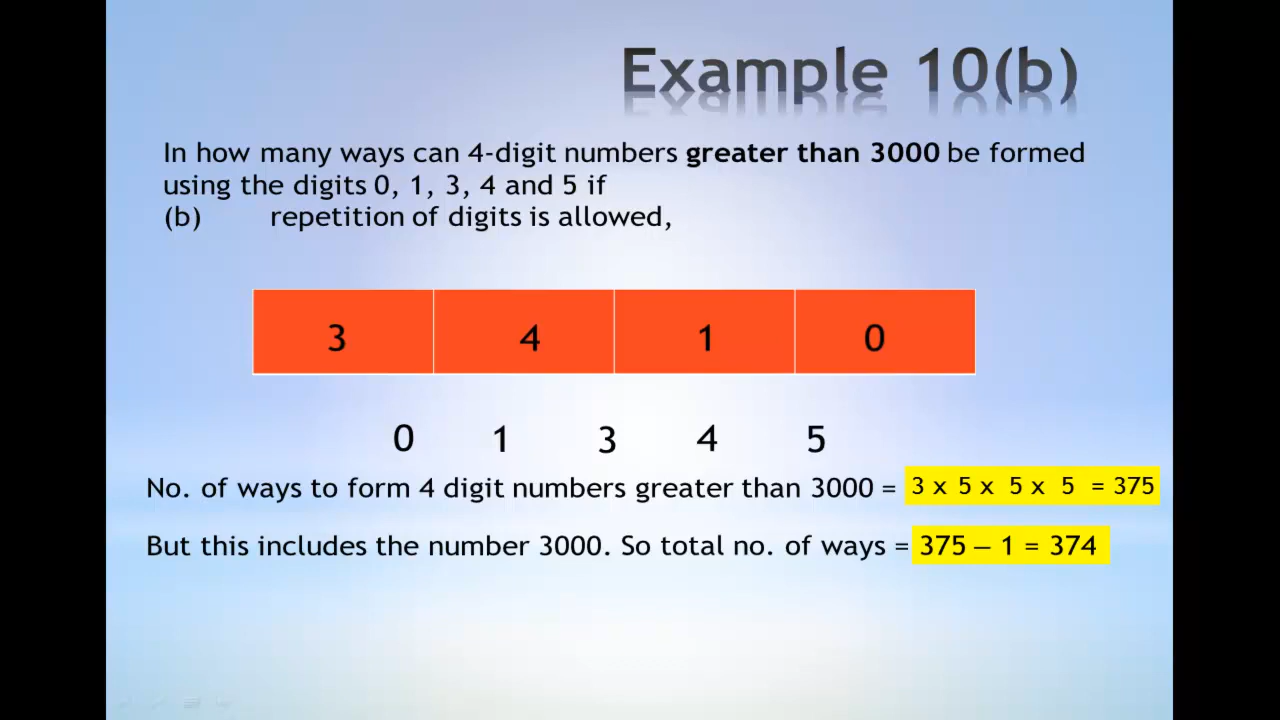 Example 10(b)
In how many ways can 4-digit numbers greater than 3000 be formed
using the digits 0, 1, 3, 4 and 5 if
(b) repetition of digits is allowed,
3 4 1 0
0 1 3 4 5
No. of ways to form 4 digit numbers greater than 3000 = 3 x 5 x 5 x 5 = 375
But this includes the number 3000. So total no. of ways = 375 – 1 = 374